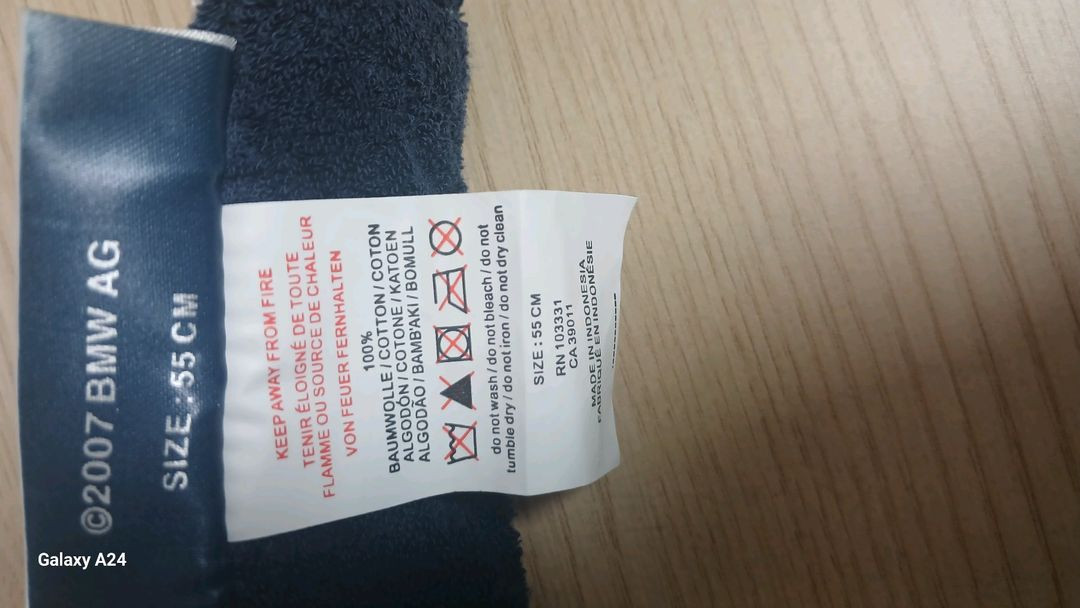 ©2007 BMW AG
SIZE : 55 CM
KEEP AWAY FROM FIRE
TENIR ÉLOIGNÉ DE TOUTE
FLAMME OU SOURCE DE CHALEUR
VON FEUER FERNHALTEN
100%
BAUMWOLLE / COTTON / COTON
ALGODÓN / COTONE / KATOEN
ALGODÃO / BAMBAKI / BOMULL
do not wash / do not bleach / do not
tumble dry / do not iron / do not dry clean
SIZE : 55 CM
RN 103331
CA 39011
MADE IN INDONESIA
FABRIQUÉ EN INDONÉSIE
Galaxy A24